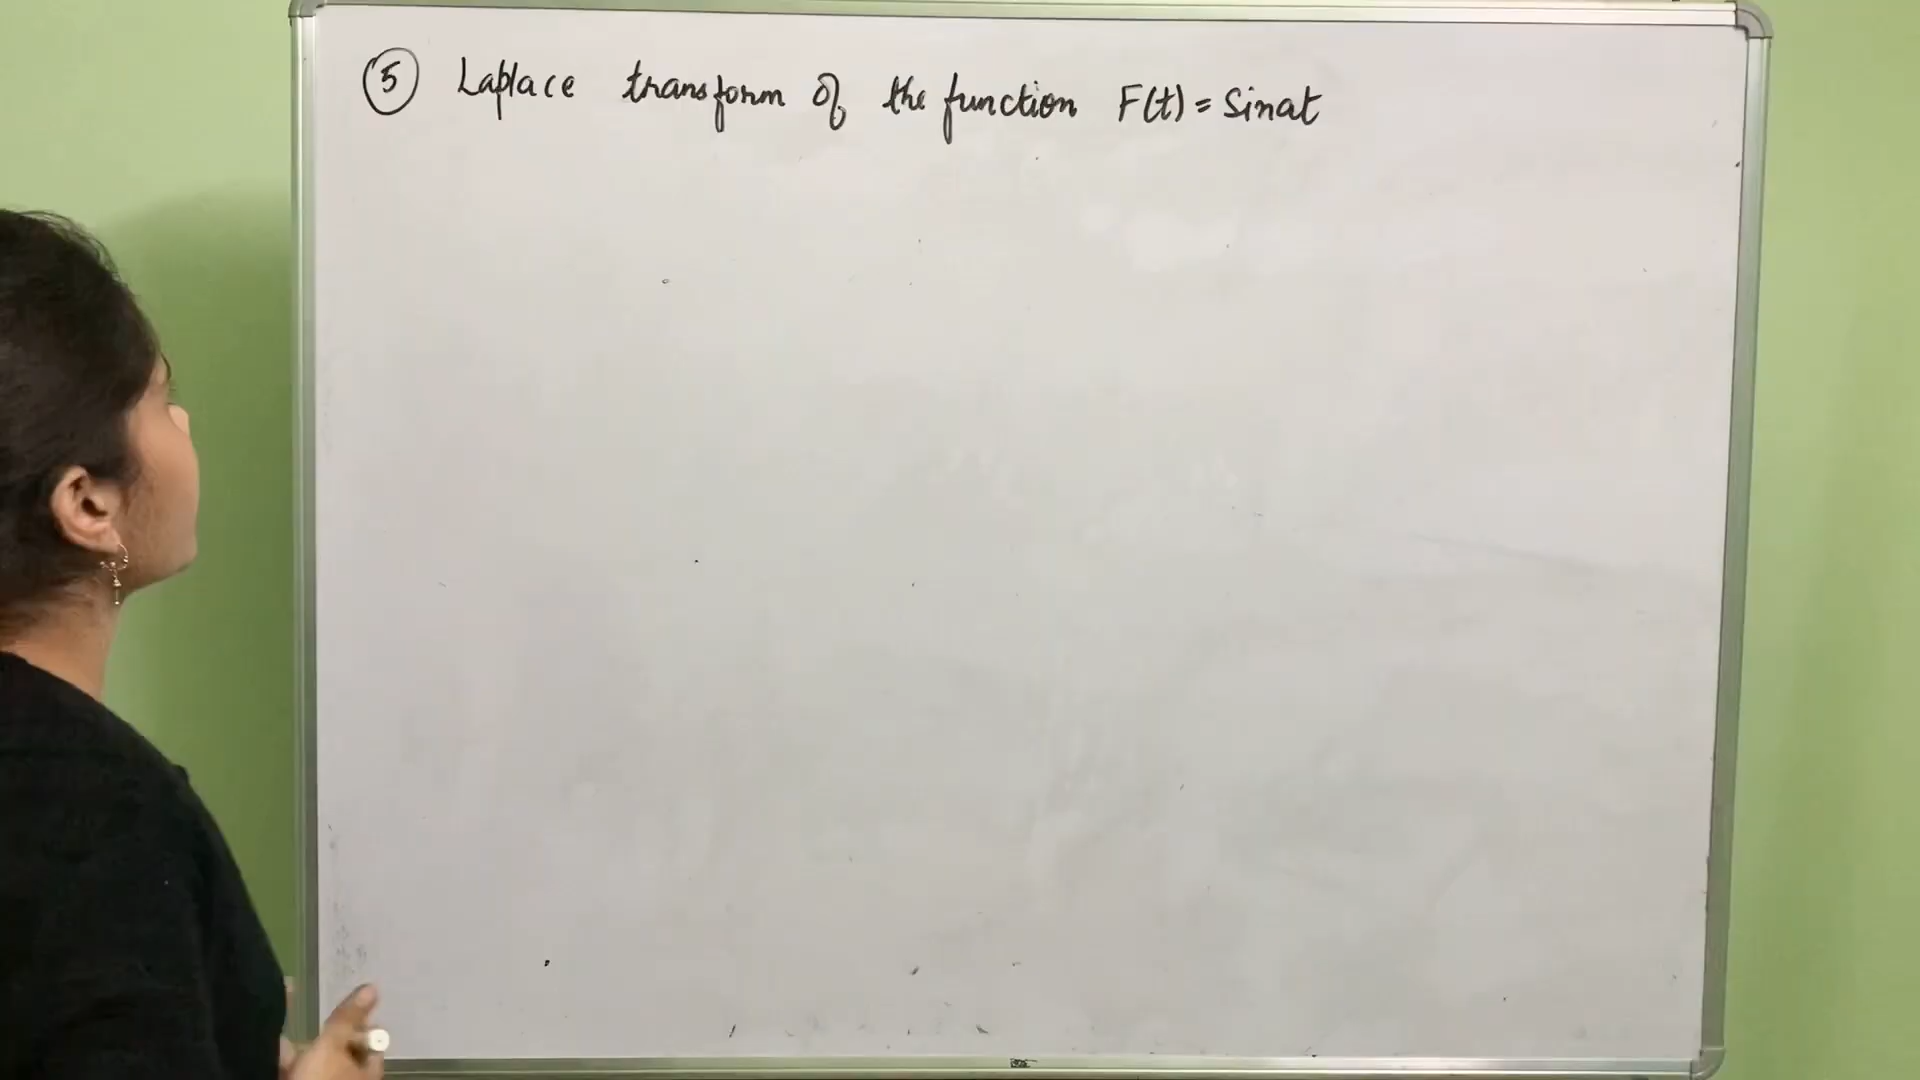 ⑤ Laplace transform of the function F(t) = Sinat